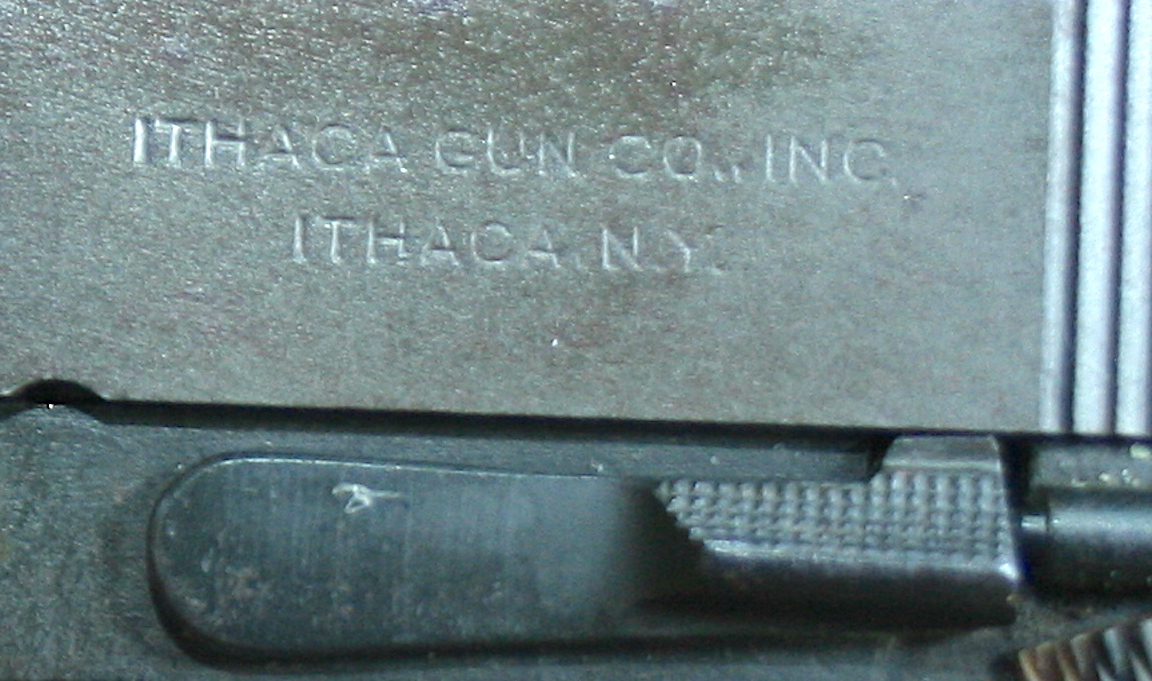 ITHACA GUN CO., INC.
ITHACA, N.Y.